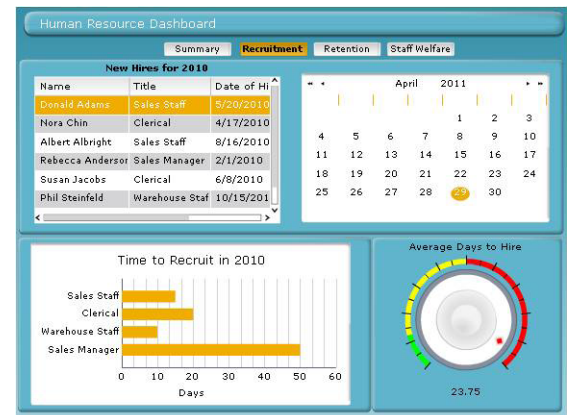 Human Resource Dashboard
Summary Recruitment Retention Staff Welfare
New Hires for 2010
Name Title Date of Hi
Donald Adams Sales Staff 5/20/2010
Nora Chin Clerical 4/17/2010
Albert Albright Sales Staff 8/16/2010
Rebecca Anderson Sales Manager 2/1/2010
Susan Jacobs Clerical 6/8/2010
Phil Steinfeld Warehouse Staf 10/15/201
April 2011
1 2 3
4 5 6 7 8 9 10
11 12 13 14 15 16 17
18 19 20 21 22 23 24
25 26 27 28 29 30
Time to Recruit in 2010
Sales Staff
Clerical
Warehouse Staff
Sales Manager
0 10 20 30 40 50 60
Days
Average Days to Hire
23.75